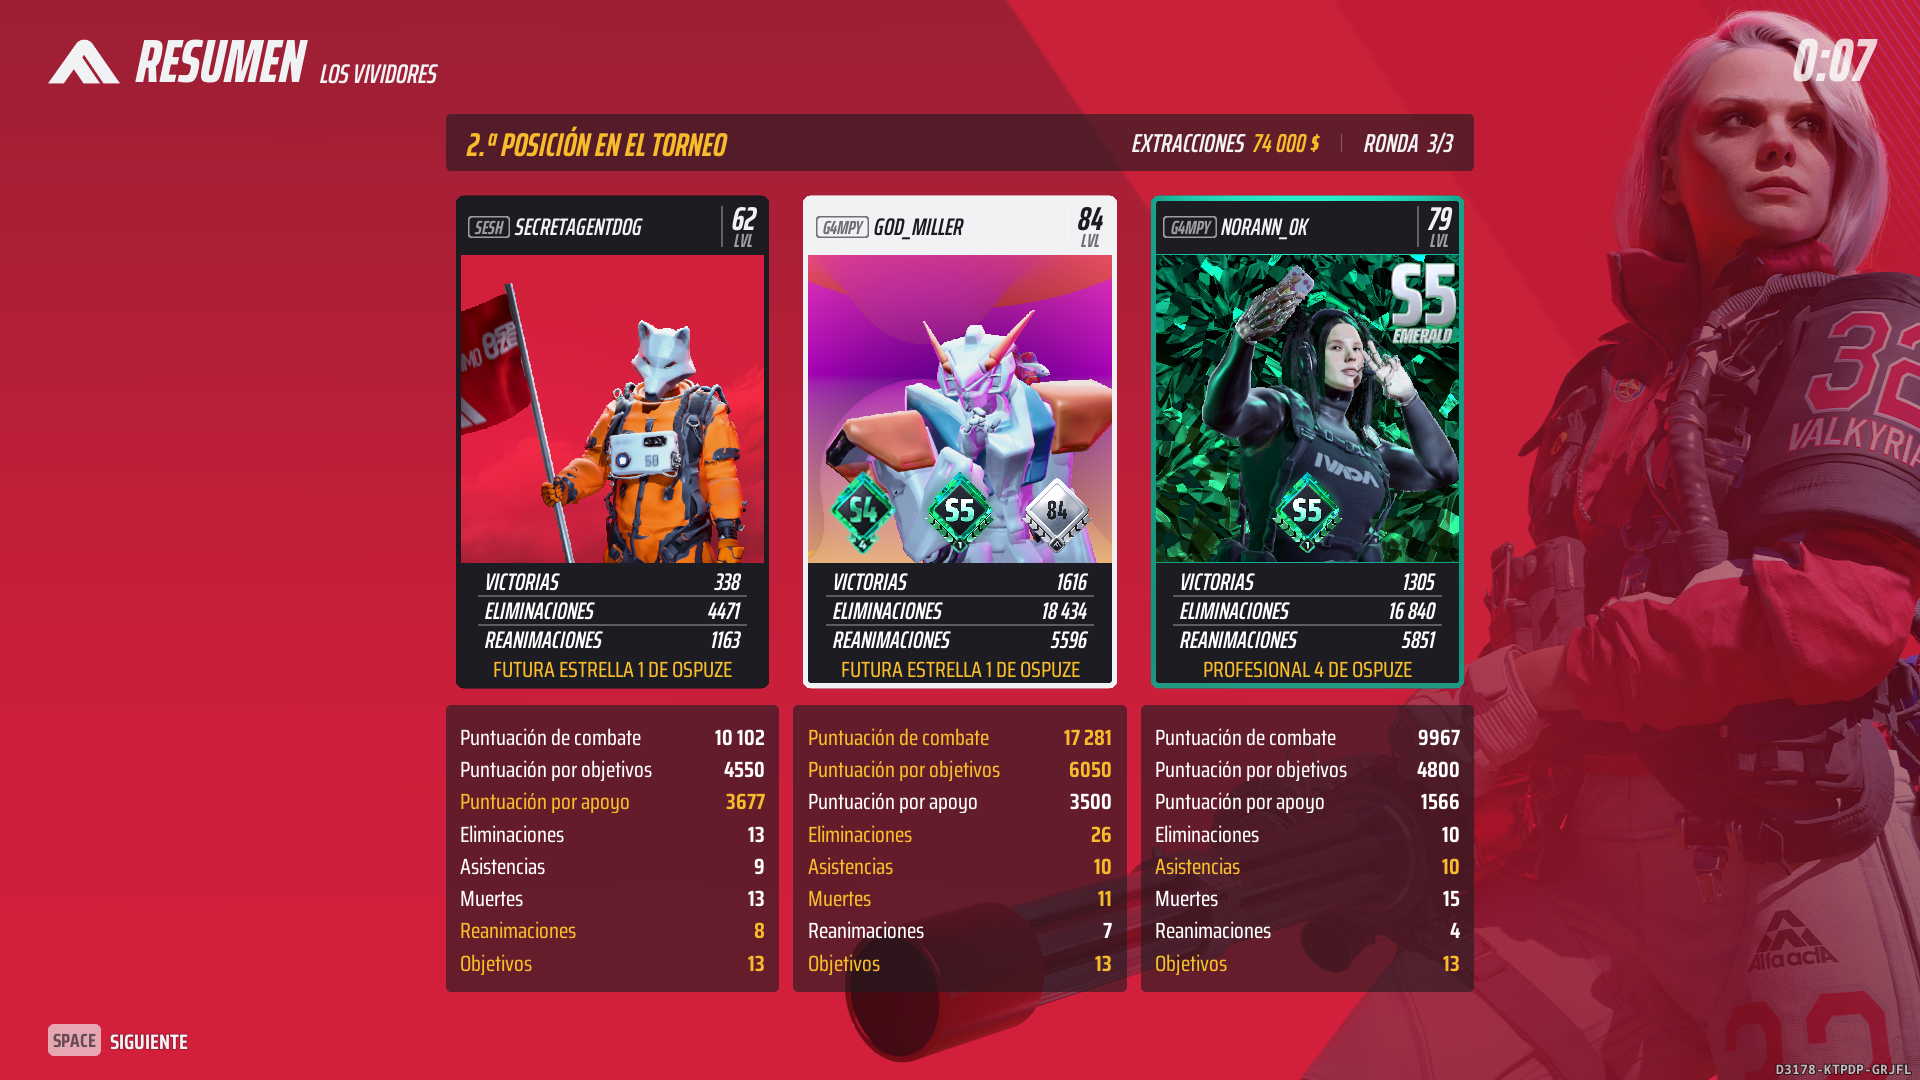 RESUMEN LOS VIVIDORES
0:07
2.ª POSICIÓN EN EL TORNEO
EXTRACCIONES 74 000 $ RONDA 3/3
SESH SECRETAGENTDOG 62 LVL
G4MPY GOD_MILLER 84 LVL
G4MPY NORANN_OK 79 LVL
S5
EMERALD
50
S4
S5
84
S5
IVADA
32
VALKYRIA
VICTORIAS 338
ELIMINACIONES 4471
REANIMACIONES 1163
FUTURA ESTRELLA 1 DE OSPUZE
VICTORIAS 1616
ELIMINACIONES 18 434
REANIMACIONES 5596
FUTURA ESTRELLA 1 DE OSPUZE
VICTORIAS 1305
ELIMINACIONES 16 840
REANIMACIONES 5851
PROFESIONAL 4 DE OSPUZE
Puntuación de combate 10 102
Puntuación por objetivos 4550
Puntuación por apoyo 3677
Eliminaciones 13
Asistencias 9
Muertes 13
Reanimaciones 8
Objetivos 13
Puntuación de combate 17 281
Puntuación por objetivos 6050
Puntuación por apoyo 3500
Eliminaciones 26
Asistencias 10
Muertes 11
Reanimaciones 7
Objetivos 13
Puntuación de combate 9967
Puntuación por objetivos 4800
Puntuación por apoyo 1566
Eliminaciones 10
Asistencias 10
Muertes 15
Reanimaciones 4
Objetivos 13
Alfa actA
SPACE SIGUIENTE
D3178-KTPDP-GRJFL